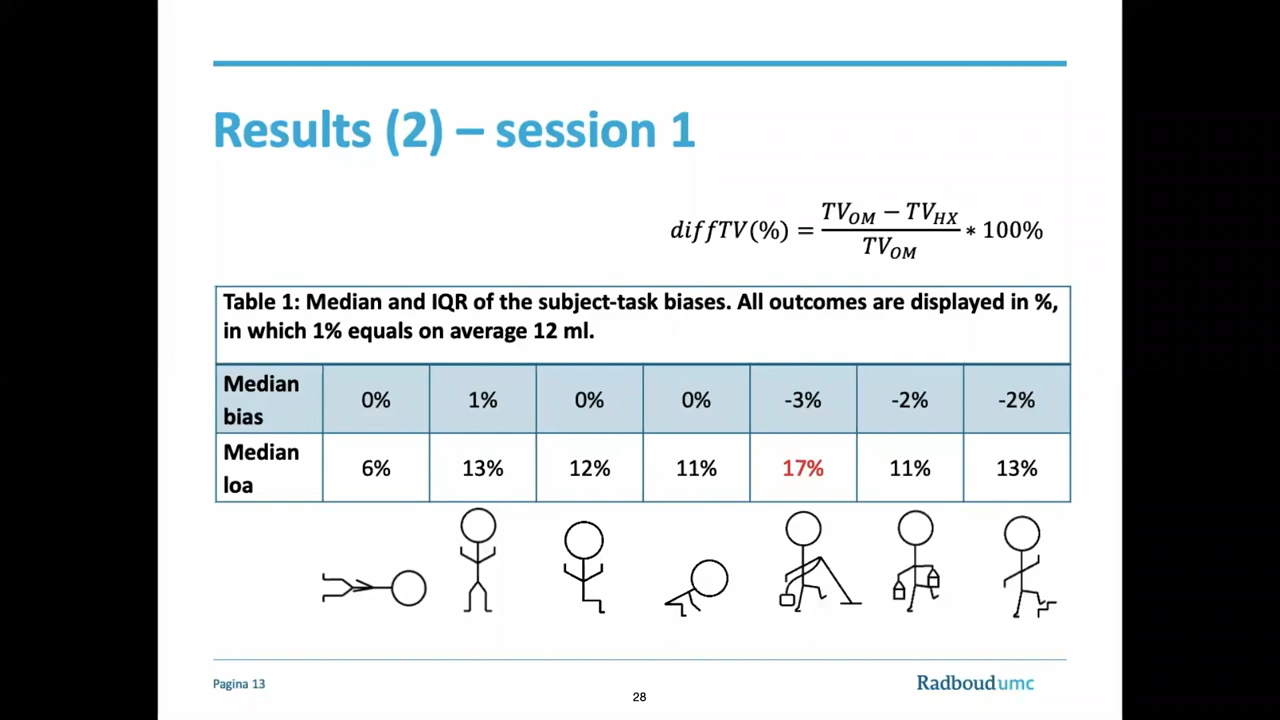 Results (2) – session 1
diffTV(%) = (TV_OM − TV_HX) / TV_OM * 100%
Table 1: Median and IQR of the subject-task biases. All outcomes are displayed in %,
in which 1% equals on average 12 ml.
Median bias 0% 1% 0% 0% -3% -2% -2%
Median loa 6% 13% 12% 11% 17% 11% 13%
Pagina 13
28
Radboudumc